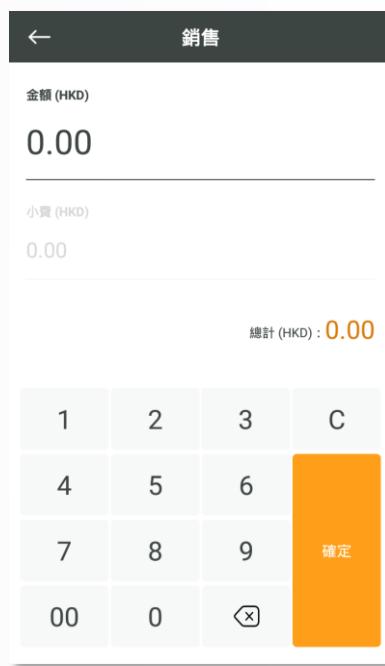 銷售
金額 (HKD)
0.00
小費 (HKD)
0.00
總計 (HKD) : 0.00
1 2 3 C
4 5 6
7 8 9 確定
00 0